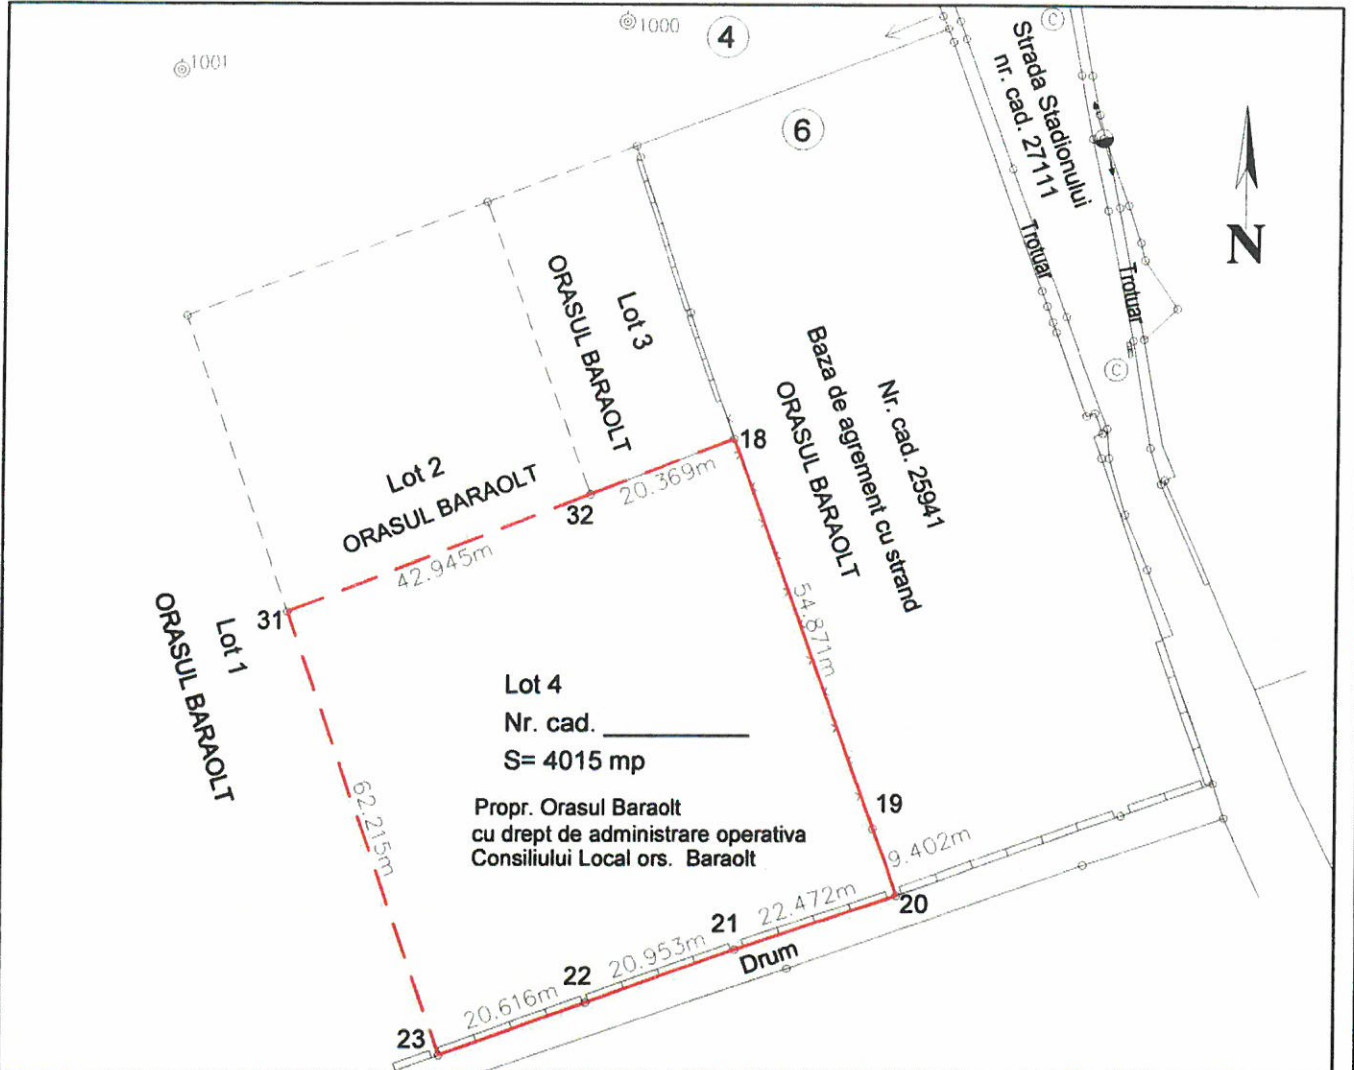 1001
1000
4
6
C
Strada Stadionului
nr. cad. 27111
N
Trotuar
Trotuar
C
Lot 3
ORASUL BARAOLT
Nr. cad. 25941
Baza de agrement cu strand
ORASUL BARAOLT
18
Lot 2
ORASUL BARAOLT
20.369m
32
42.945m
31
Lot 1
ORASUL BARAOLT
54.871m
Lot 4
Nr. cad. __________
S= 4015 mp
Propr. Orasul Baraolt
cu drept de administrare operativa
Consiliului Local ors. Baraolt
62.215m
19
9.402m
20
22.472m
21
Drum
20.953m
22
20.616m
23